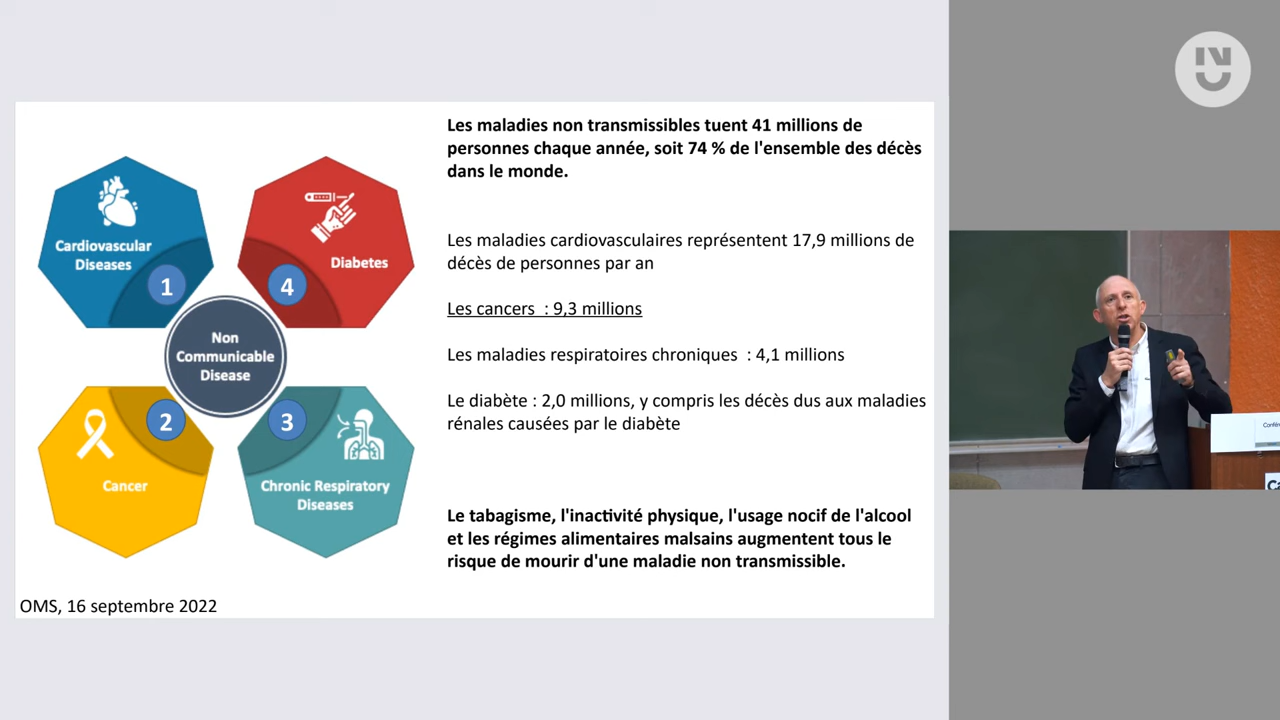 Les maladies non transmissibles tuent 41 millions de
personnes chaque année, soit 74 % de l'ensemble des décès
dans le monde.
Les maladies cardiovasculaires représentent 17,9 millions de
décès de personnes par an
Les cancers : 9,3 millions
Les maladies respiratoires chroniques : 4,1 millions
Le diabète : 2,0 millions, y compris les décès dus aux maladies
rénales causées par le diabète
Le tabagisme, l'inactivité physique, l'usage nocif de l'alcool
et les régimes alimentaires malsains augmentent tous le
risque de mourir d'une maladie non transmissible.
Cardiovascular
Diseases
1
Diabetes
4
Non
Communicable
Disease
Cancer
2
Chronic Respiratory
Diseases
3
OMS, 16 septembre 2022